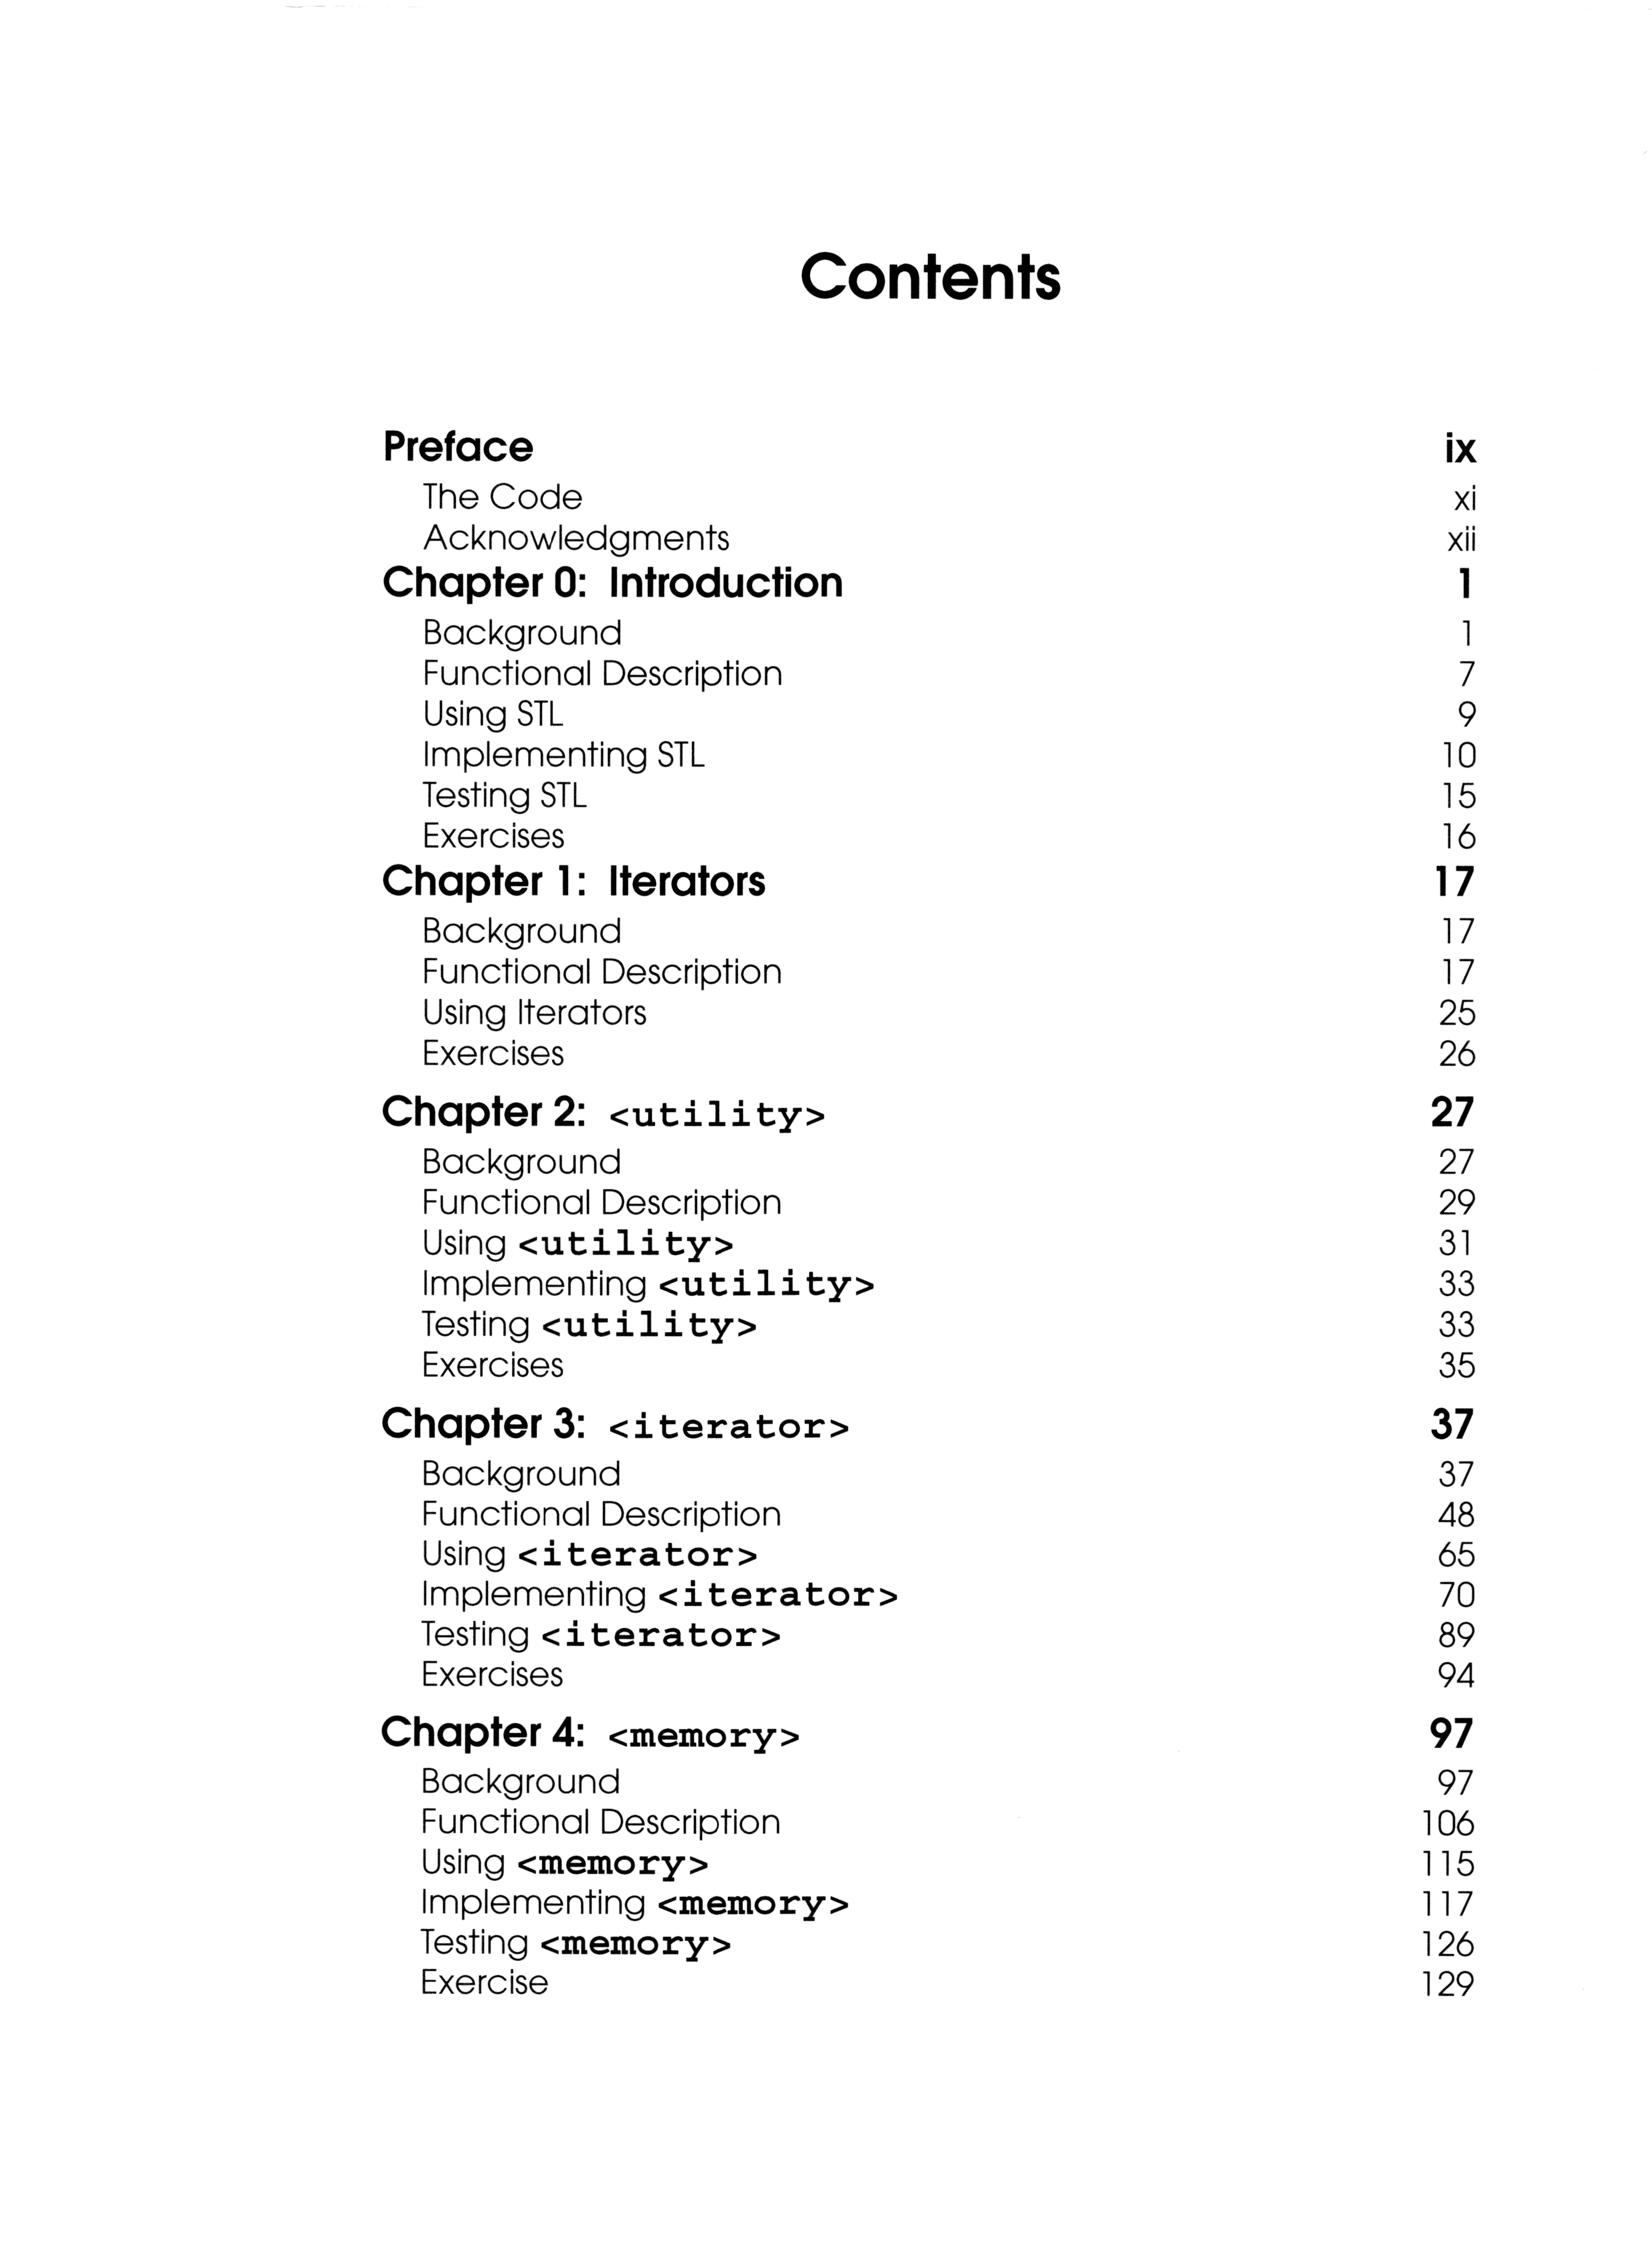 Contents
Preface ix
The Code xi
Acknowledgments xii
Chapter 0: Introduction 1
Background 1
Functional Description 7
Using STL 9
Implementing STL 10
Testing STL 15
Exercises 16
Chapter 1: Iterators 17
Background 17
Functional Description 17
Using Iterators 25
Exercises 26
Chapter 2: <utility> 27
Background 27
Functional Description 29
Using <utility> 31
Implementing <utility> 33
Testing <utility> 33
Exercises 35
Chapter 3: <iterator> 37
Background 37
Functional Description 48
Using <iterator> 65
Implementing <iterator> 70
Testing <iterator> 89
Exercises 94
Chapter 4: <memory> 97
Background 97
Functional Description 106
Using <memory> 115
Implementing <memory> 117
Testing <memory> 126
Exercise 129